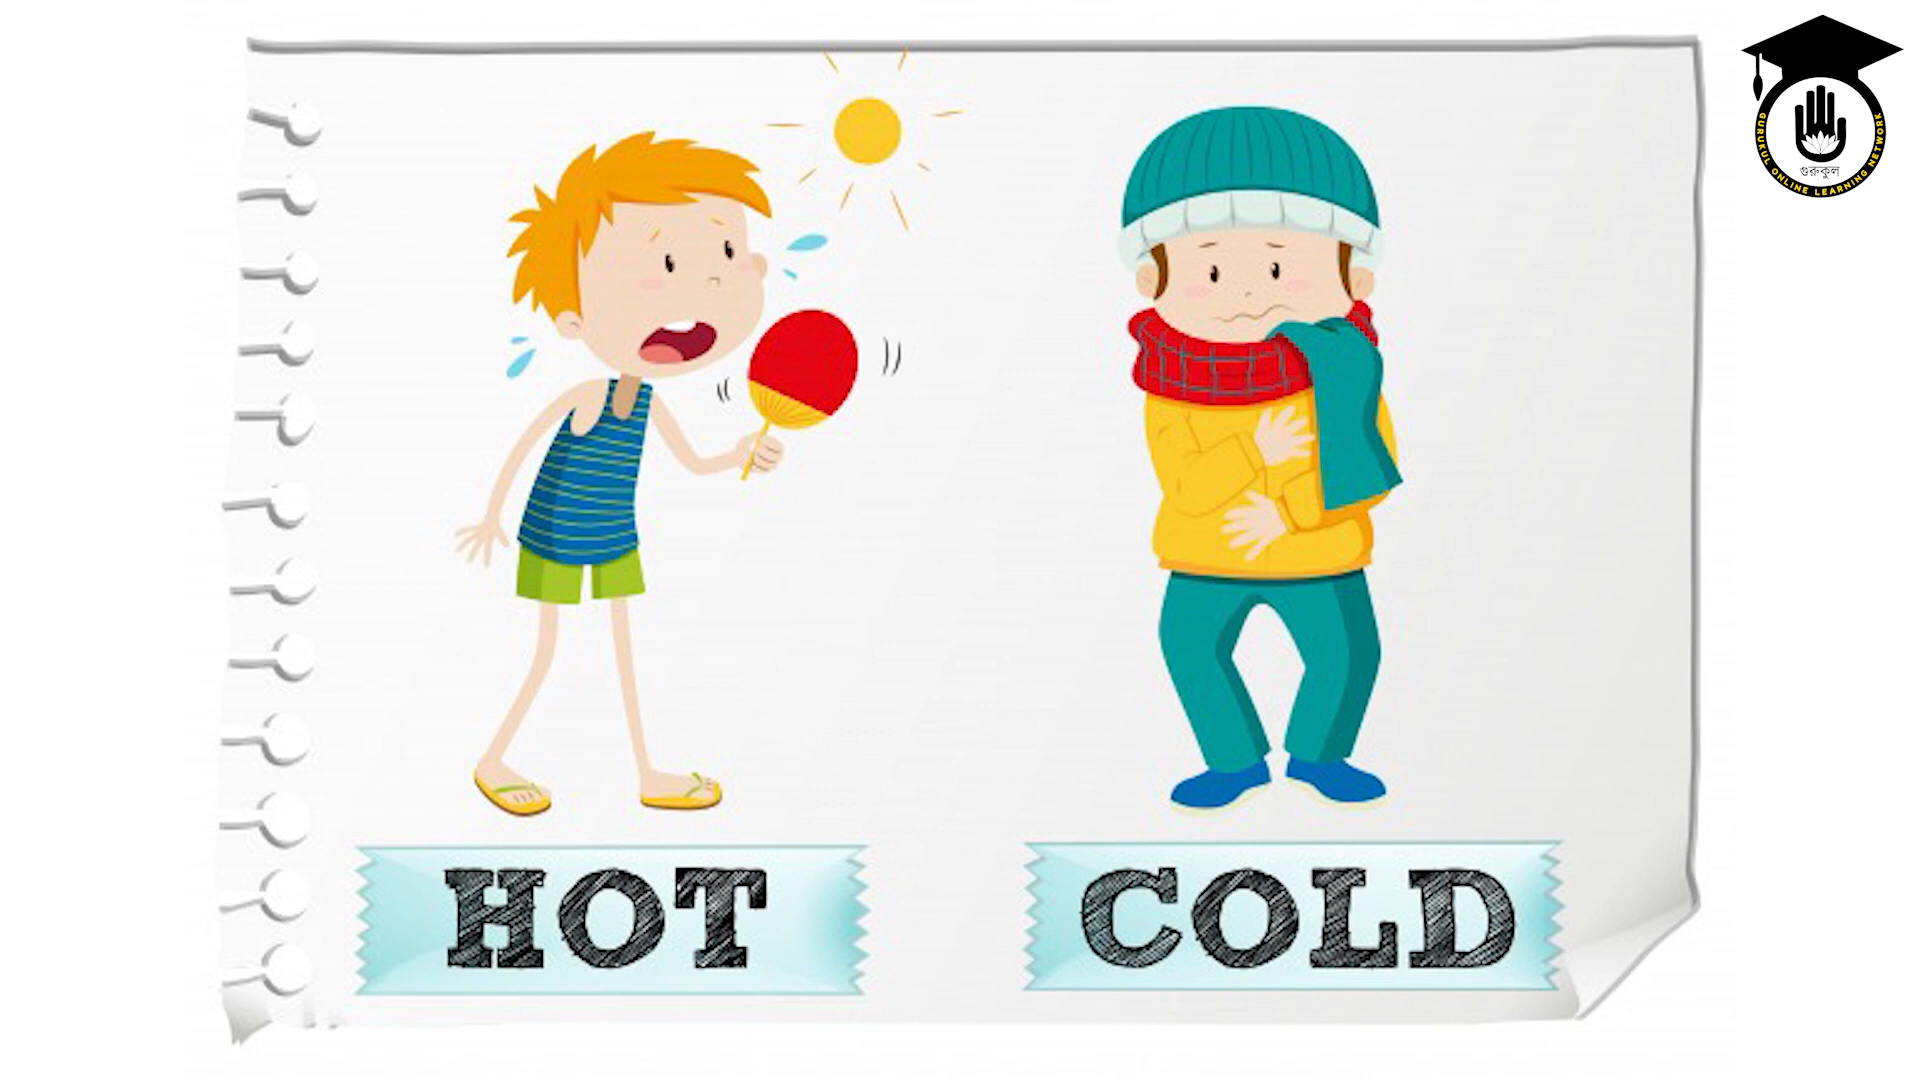 HOT
COLD
গুরুকুল
GURUKUL ONLINE LEARNING NETWORK